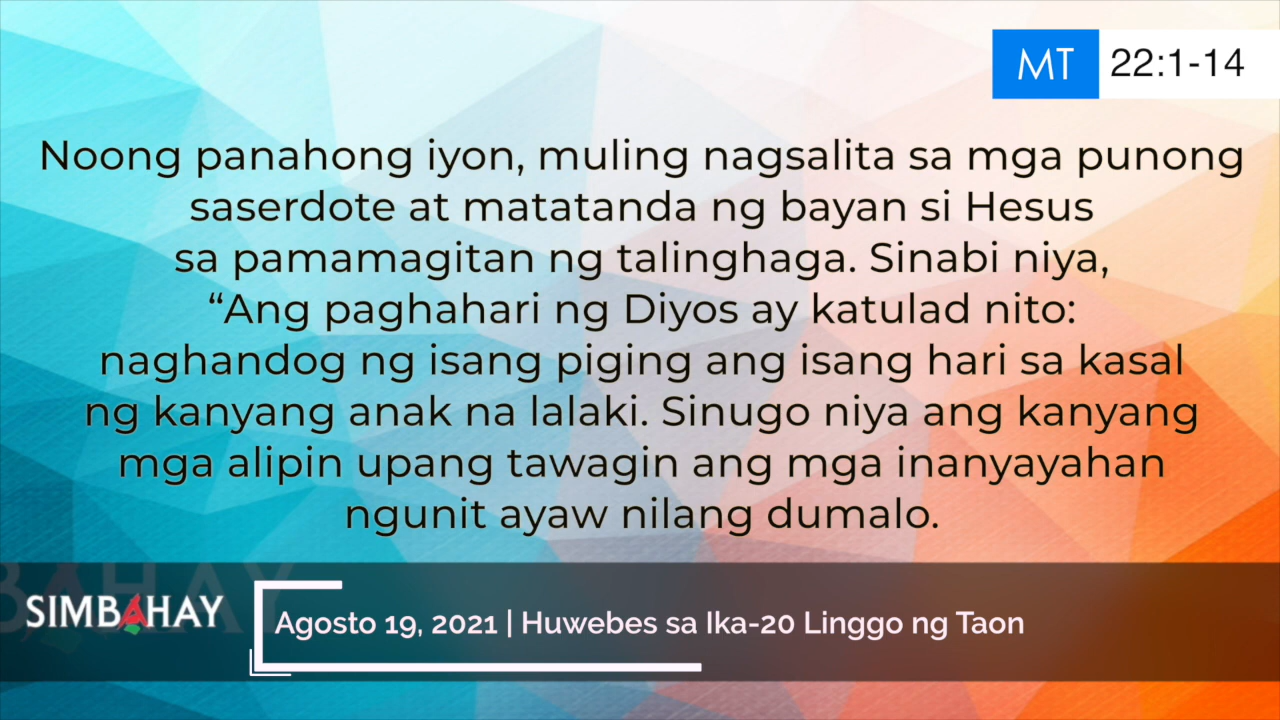 MT 22:1-14
Noong panahong iyon, muling nagsalita sa mga punong
saserdote at matatanda ng bayan si Hesus
sa pamamagitan ng talinghaga. Sinabi niya,
“Ang paghahari ng Diyos ay katulad nito:
naghandog ng isang piging ang isang hari sa kasal
ng kanyang anak na lalaki. Sinugo niya ang kanyang
mga alipin upang tawagin ang mga inanyayahan
ngunit ayaw nilang dumalo.
SIMBAHAY
Agosto 19, 2021 | Huwebes sa Ika-20 Linggo ng Taon